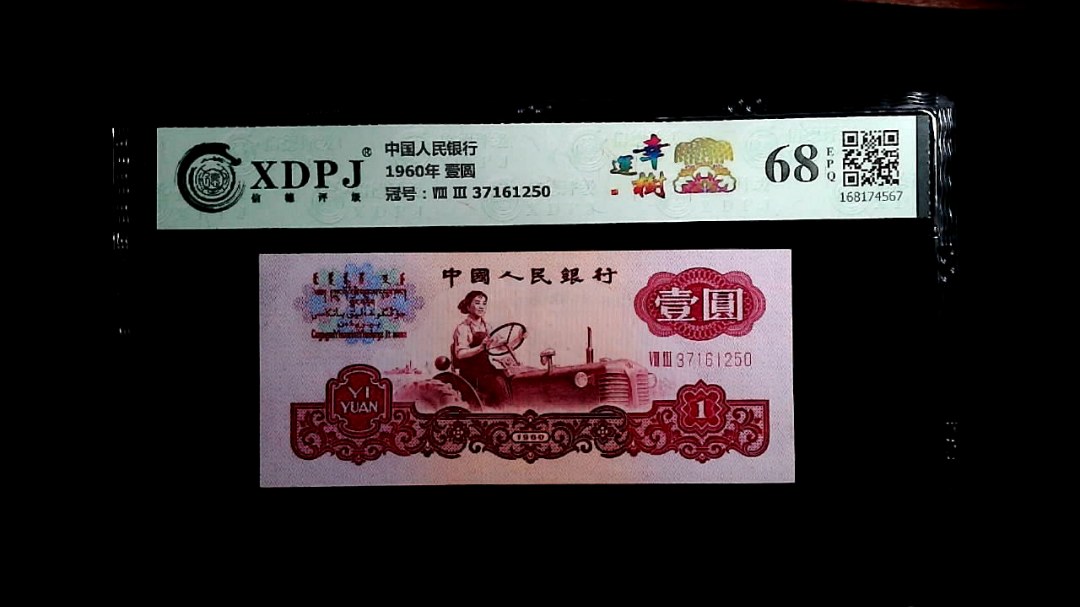 XDPJ®
信德评级
中国人民银行
1960年 壹圆
冠号：Ⅷ Ⅲ 37161250
幸運樹
68
EPQ
168174567
中國人民銀行
壹圓
Ⅷ Ⅲ 37161250
YI
YUAN
1
1960